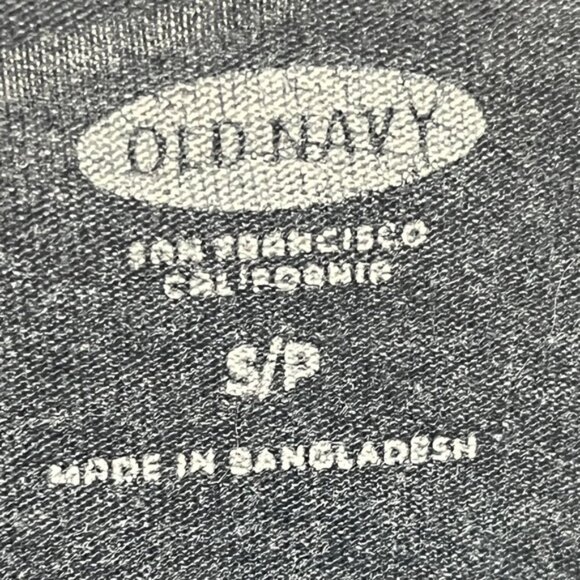 OLD NAVY
SAN FRANCISCO
CALIFORNIA
S/P
MADE IN BANGLADESH